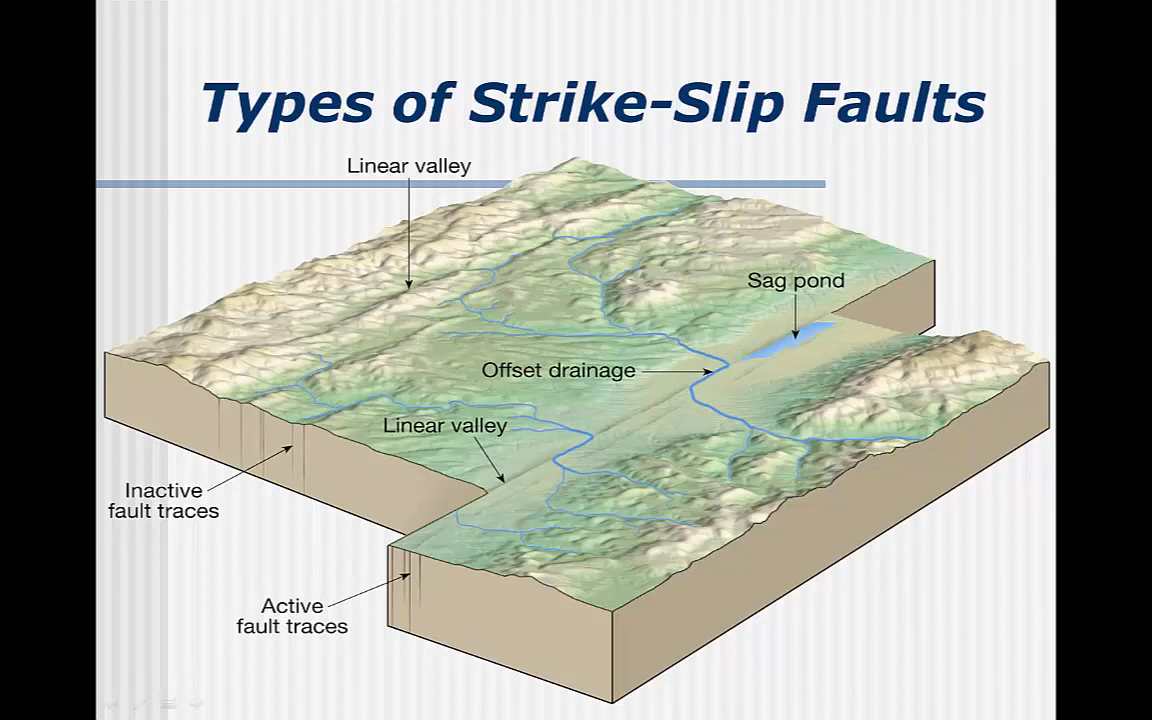 Types of Strike-Slip Faults
Linear valley
Sag pond
Offset drainage
Linear valley
Inactive
fault traces
Active
fault traces